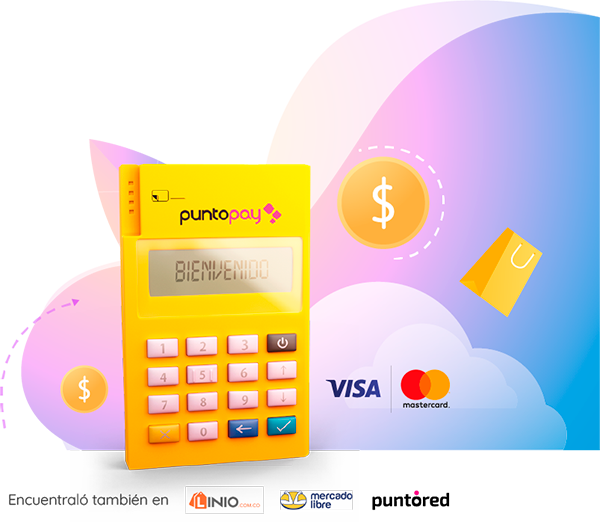 puntopay
BIENVENIDO
1 2 3
4 5 6 ↑
7 8 9 ↓
0 ←
$
$
VISA
mastercard.
Encuentraló también en
LINIO.COM.CO
mercado
libre
puntored